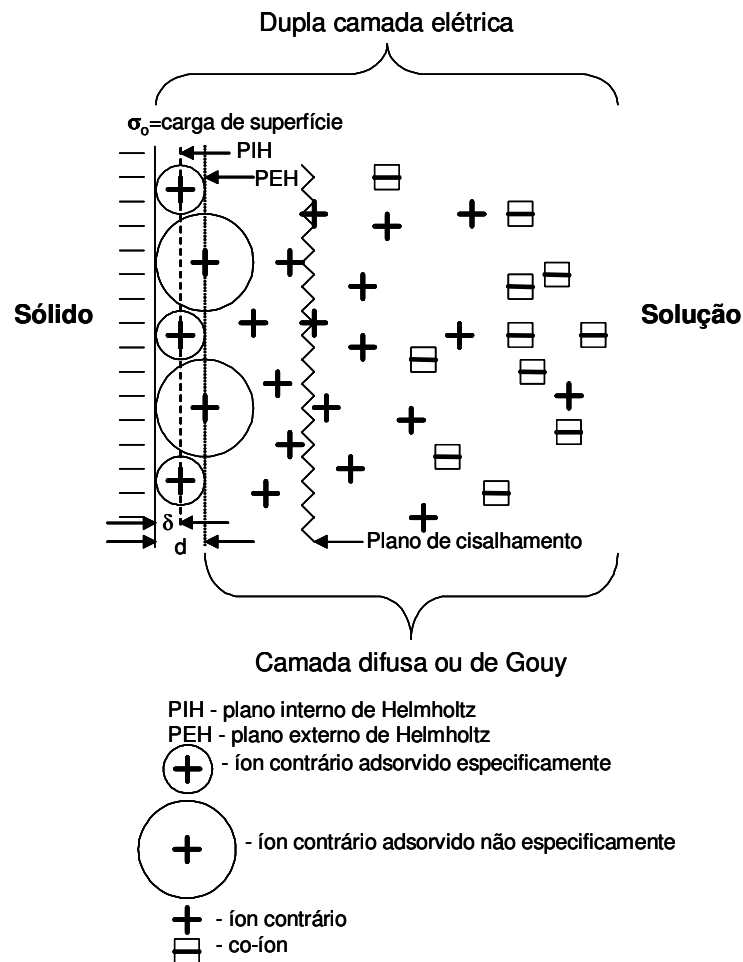 Dupla camada elétrica
σo=carga de superfície
PIH
PEH
Sólido
Solução
δ
d
Plano de cisalhamento
Camada difusa ou de Gouy
PIH - plano interno de Helmholtz
PEH - plano externo de Helmholtz
- íon contrário adsorvido especificamente
- íon contrário adsorvido não especificamente
- íon contrário
- co-íon